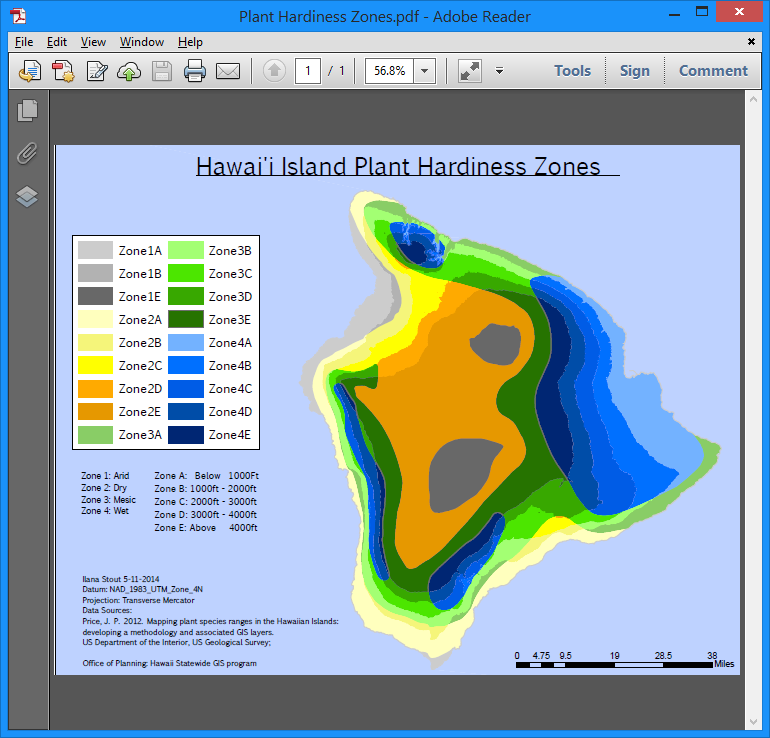 Plant Hardiness Zones.pdf - Adobe Reader
File Edit View Window Help
1 / 1 56.8% Tools Sign Comment
Hawai'i Island Plant Hardiness Zones
Zone1A Zone3B
Zone1B Zone3C
Zone1E Zone3D
Zone2A Zone3E
Zone2B Zone4A
Zone2C Zone4B
Zone2D Zone4C
Zone2E Zone4D
Zone3A Zone4E
Zone 1: Arid
Zone 2: Dry
Zone 3: Mesic
Zone 4: Wet
Zone A: Below 1000Ft
Zone B: 1000ft - 2000ft
Zone C: 2000ft - 3000ft
Zone D: 3000ft - 4000ft
Zone E: Above 4000ft
Ilana Stout 5-11-2014
Datum: NAD_1983_UTM_Zone_4N
Projection: Transverse Mercator
Data Sources:
Price, J. P. 2012. Mapping plant species ranges in the Hawaiian Islands:
developing a methodology and associated GIS layers.
US Department of the Interior, US Geological Survey;
Office of Planning: Hawaii Statewide GIS program
0 4.75 9.5 19 28.5 38
Miles